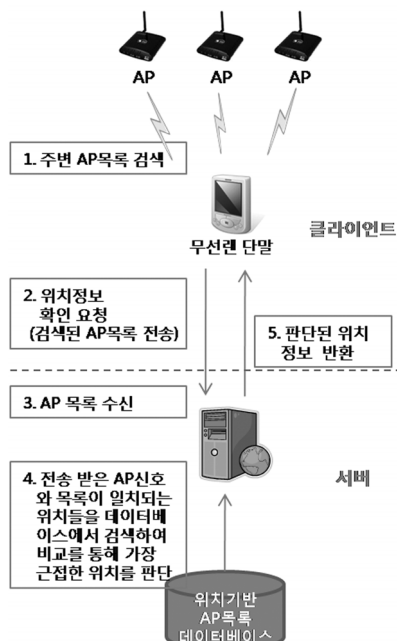 AP
AP
AP
1. 주변 AP목록 검색
무선랜 단말
클라이언트
2. 위치정보
확인 요청
(검색된 AP목록 전송)
5. 판단된 위치
정보 반환
3. AP 목록 수신
서버
4. 전송 받은 AP신호
와 목록이 일치되는
위치들을 데이터베
이스에서 검색하여
비교를 통해 가장
근접한 위치를 판단
위치기반
AP목록
데이터베이스